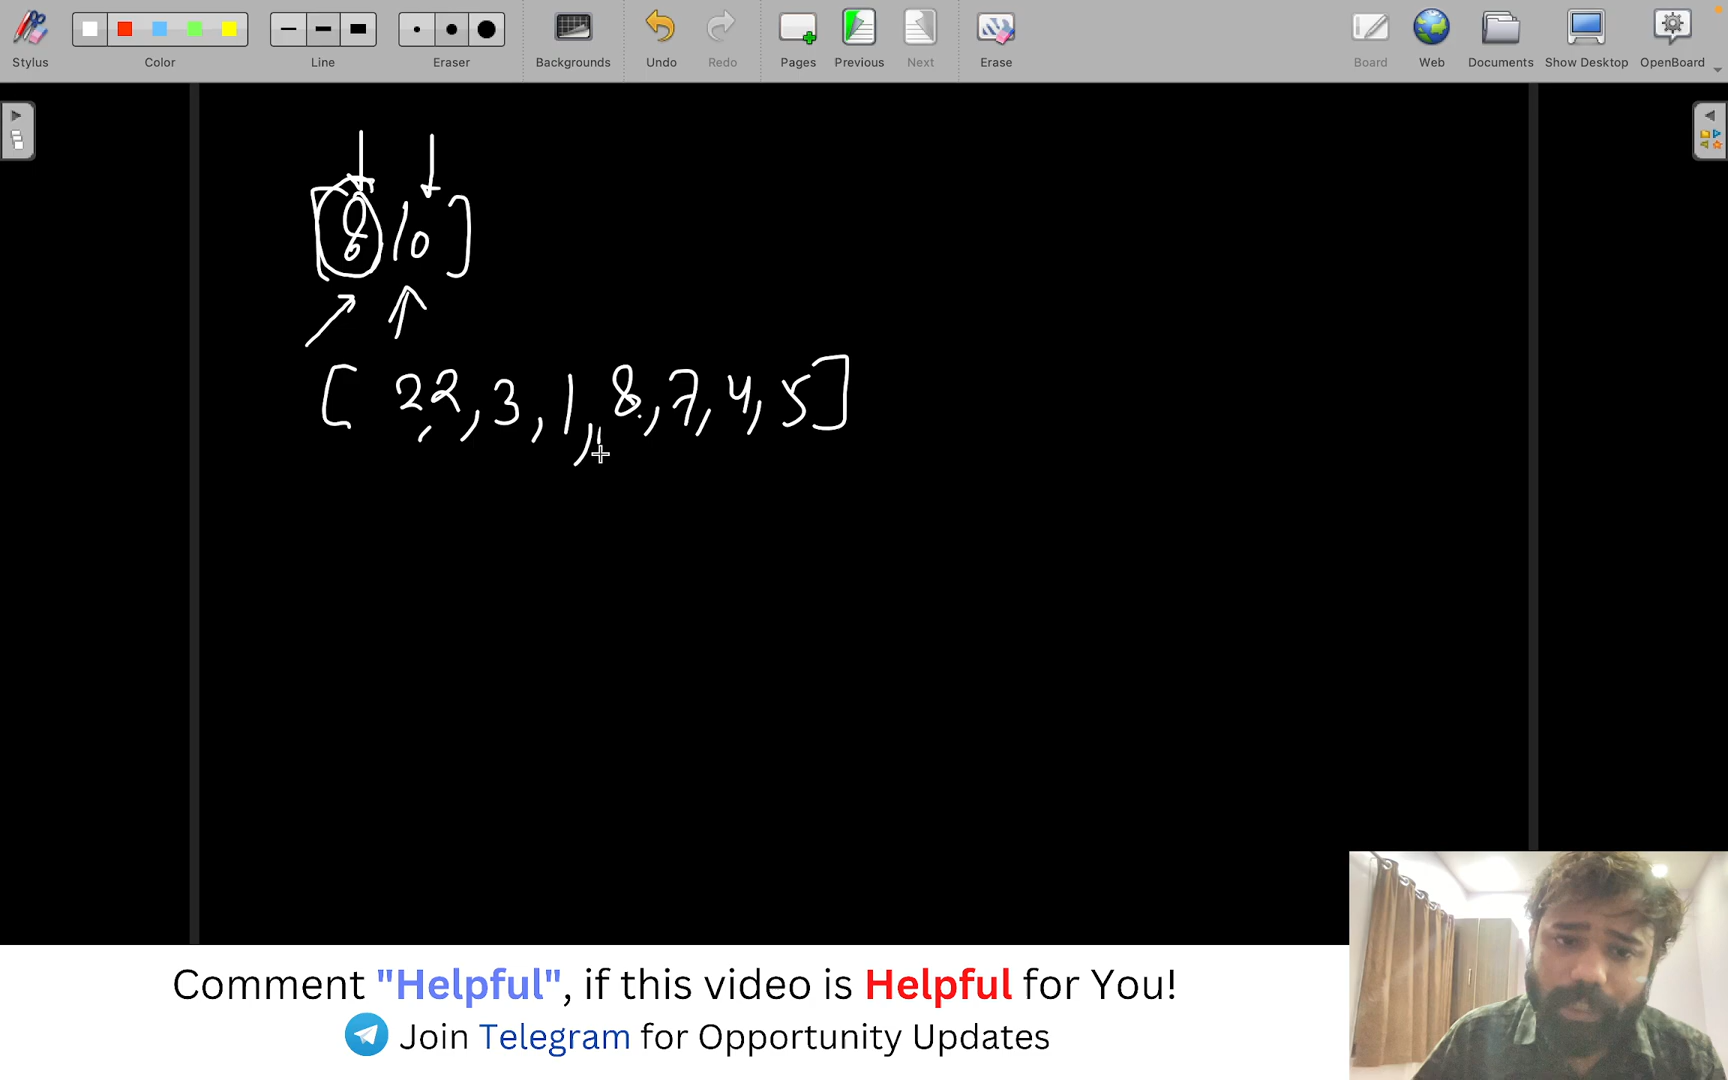 Stylus Color Line Eraser Backgrounds Undo Redo Pages Previous Next Erase Board Web Documents Show Desktop OpenBoard
[8 10]
[ 22, 3, 1, 8, 7, 4, 5]
Comment "Helpful", if this video is Helpful for You!
Join Telegram for Opportunity Updates